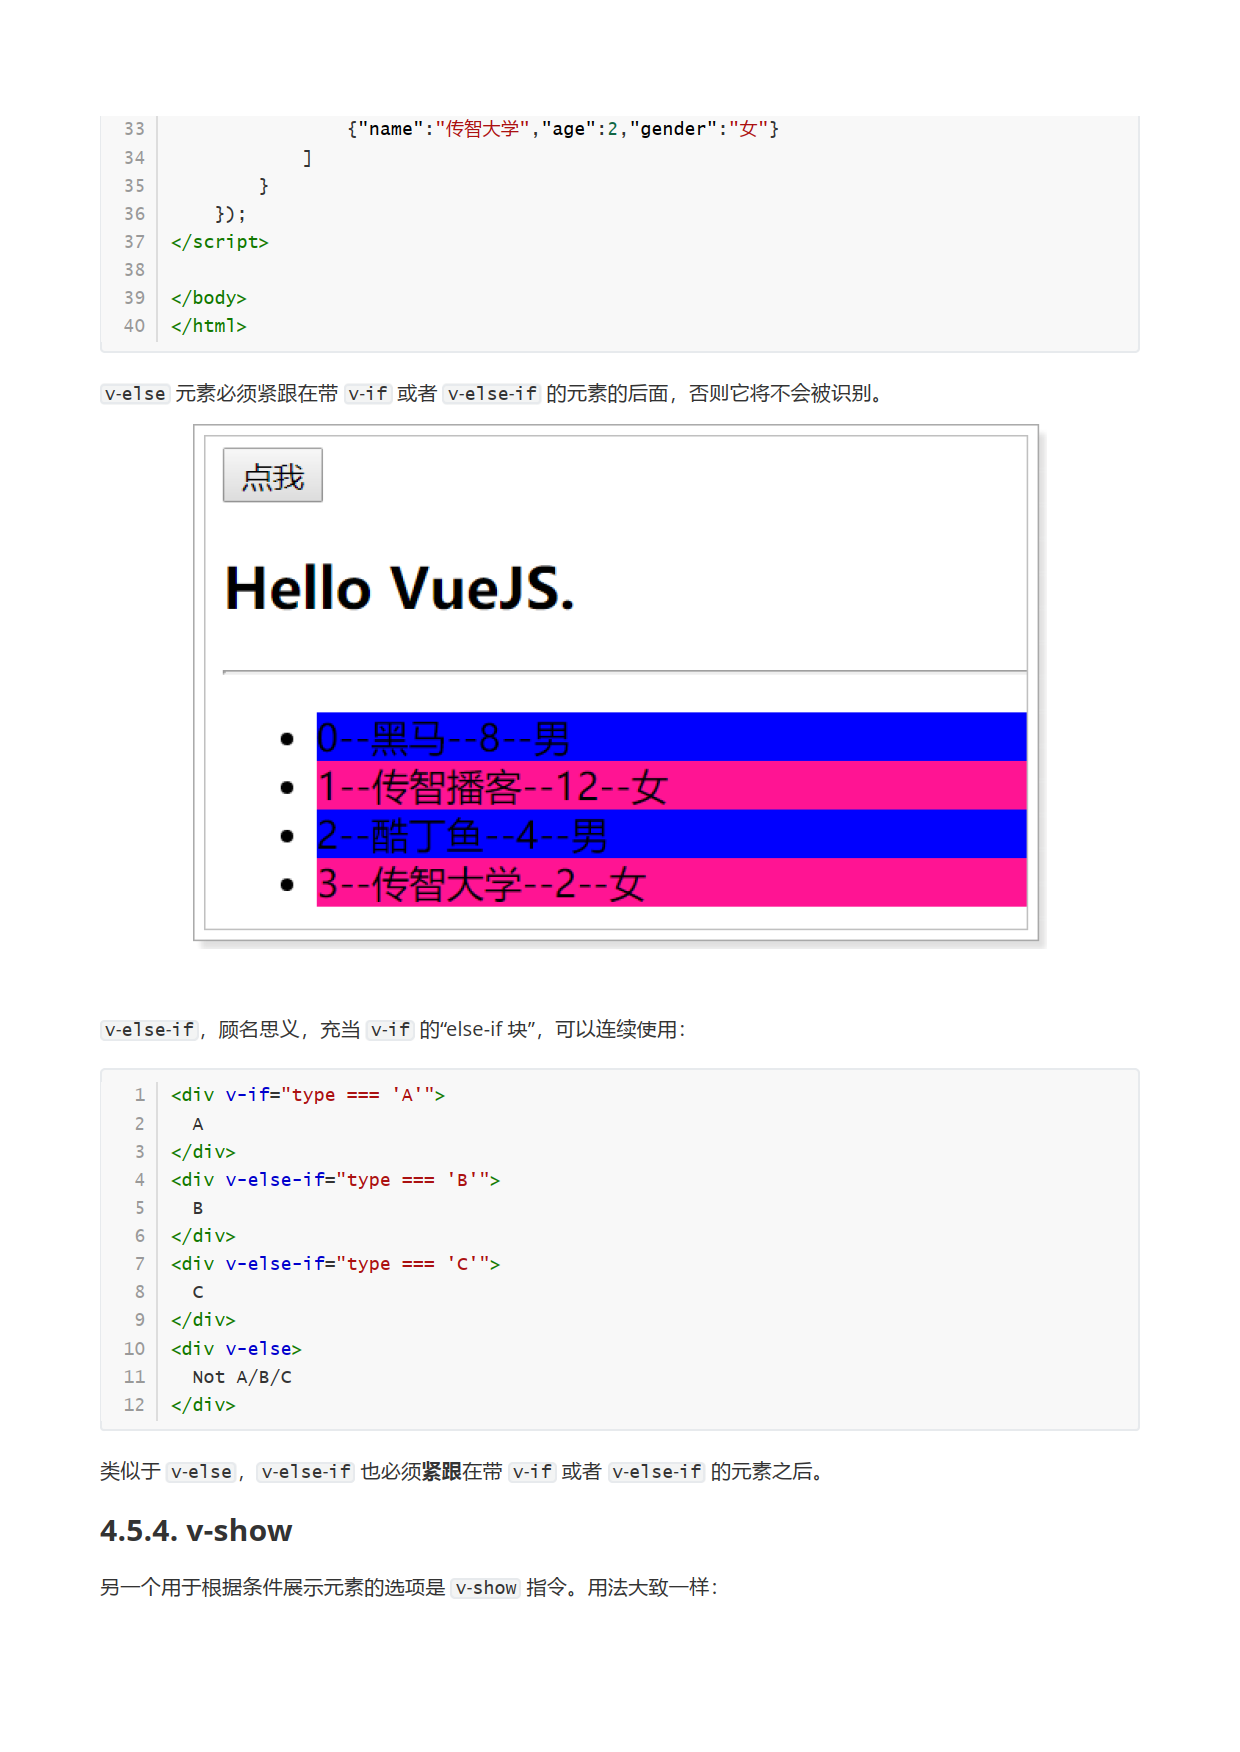 33 {"name":"传智大学","age":2,"gender":"女"}
34 ]
35 }
36 });
37 </script>
38
39 </body>
40 </html>
v-else 元素必须紧跟在带 v-if 或者 v-else-if 的元素的后面，否则它将不会被识别。
点我
Hello VueJS.
• 0--黑马--8--男
• 1--传智播客--12--女
• 2--酷丁鱼--4--男
• 3--传智大学--2--女
v-else-if，顾名思义，充当 v-if 的“else-if 块”，可以连续使用：
1 <div v-if="type === 'A'">
2 A
3 </div>
4 <div v-else-if="type === 'B'">
5 B
6 </div>
7 <div v-else-if="type === 'C'">
8 C
9 </div>
10 <div v-else>
11 Not A/B/C
12 </div>
类似于 v-else，v-else-if 也必须紧跟在带 v-if 或者 v-else-if 的元素之后。
4.5.4. v-show
另一个用于根据条件展示元素的选项是 v-show 指令。用法大致一样：